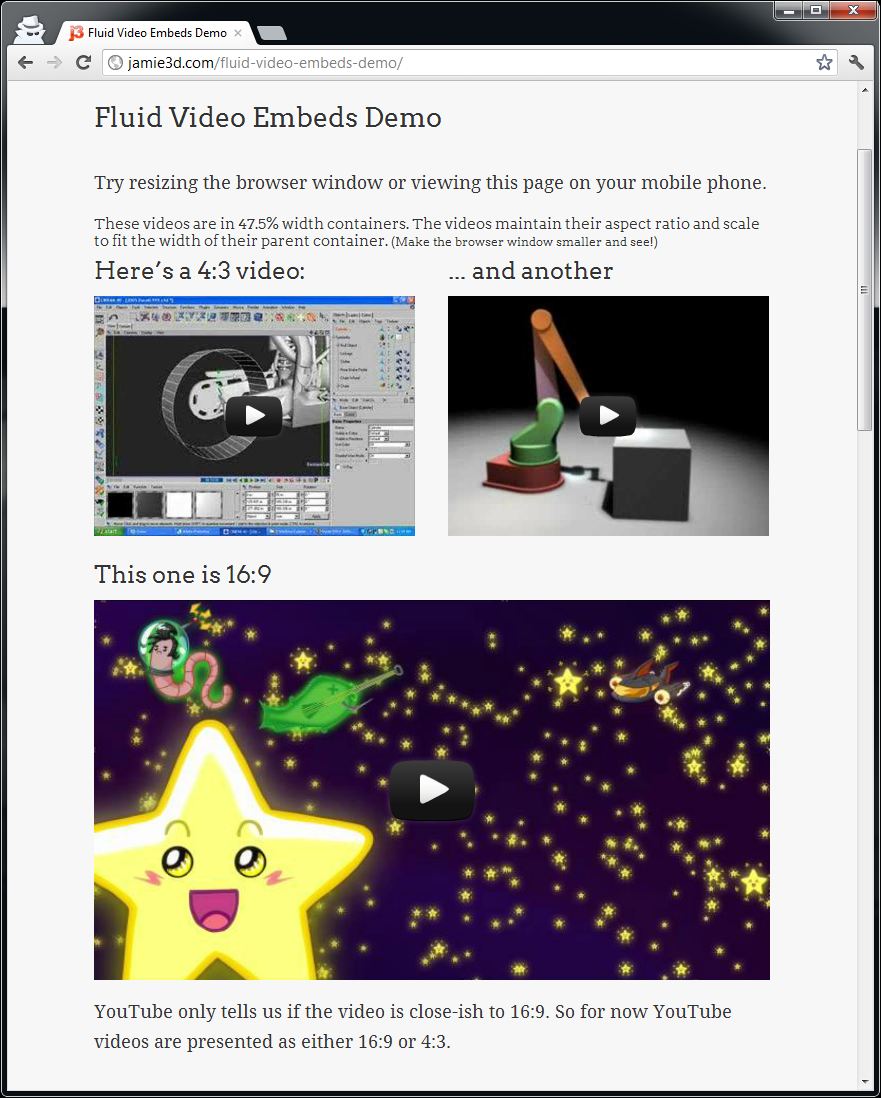 Fluid Video Embeds Demo
jamie3d.com/fluid-video-embeds-demo/
Fluid Video Embeds Demo
Try resizing the browser window or viewing this page on your mobile phone.
These videos are in 47.5% width containers. The videos maintain their aspect ratio and scale
to fit the width of their parent container. (Make the browser window smaller and see!)
Here’s a 4:3 video:
... and another
This one is 16:9
YouTube only tells us if the video is close-ish to 16:9. So for now YouTube
videos are presented as either 16:9 or 4:3.